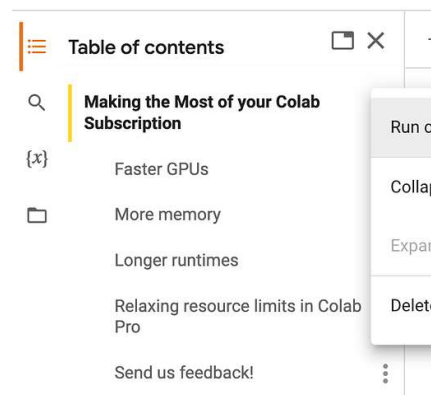 Table of contents
Making the Most of your Colab
Subscription
{x}
Faster GPUs
More memory
Longer runtimes
Relaxing resource limits in Colab
Pro
Send us feedback!
Run